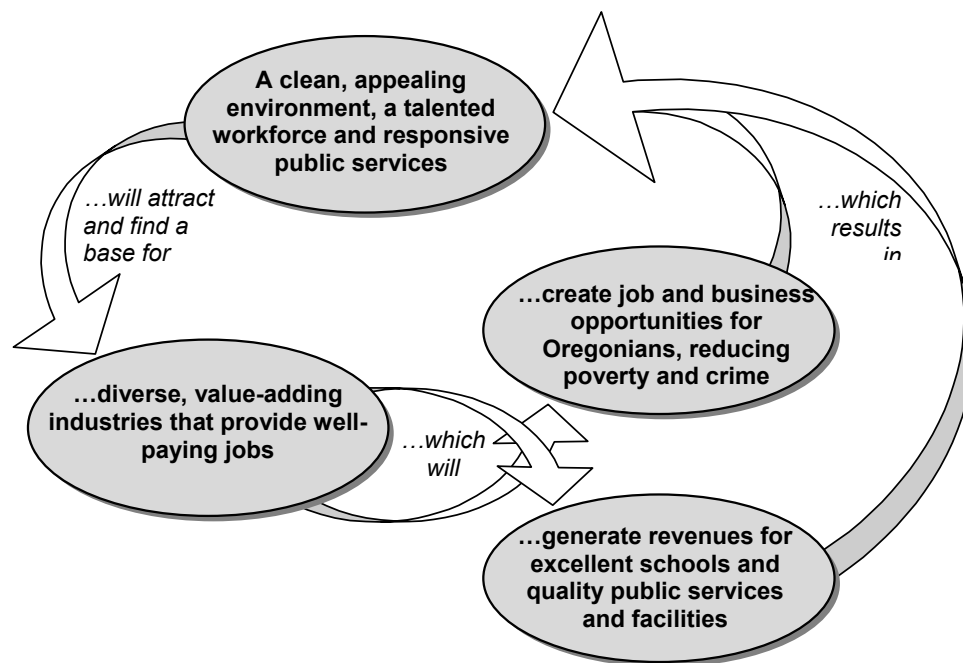 A clean, appealing
environment, a talented
workforce and responsive
public services
…will attract
and find a
base for
…diverse, value-adding
industries that provide well-
paying jobs
…which
will
…create job and business
opportunities for
Oregonians, reducing
poverty and crime
…generate revenues for
excellent schools and
quality public services
and facilities
…which
results
in